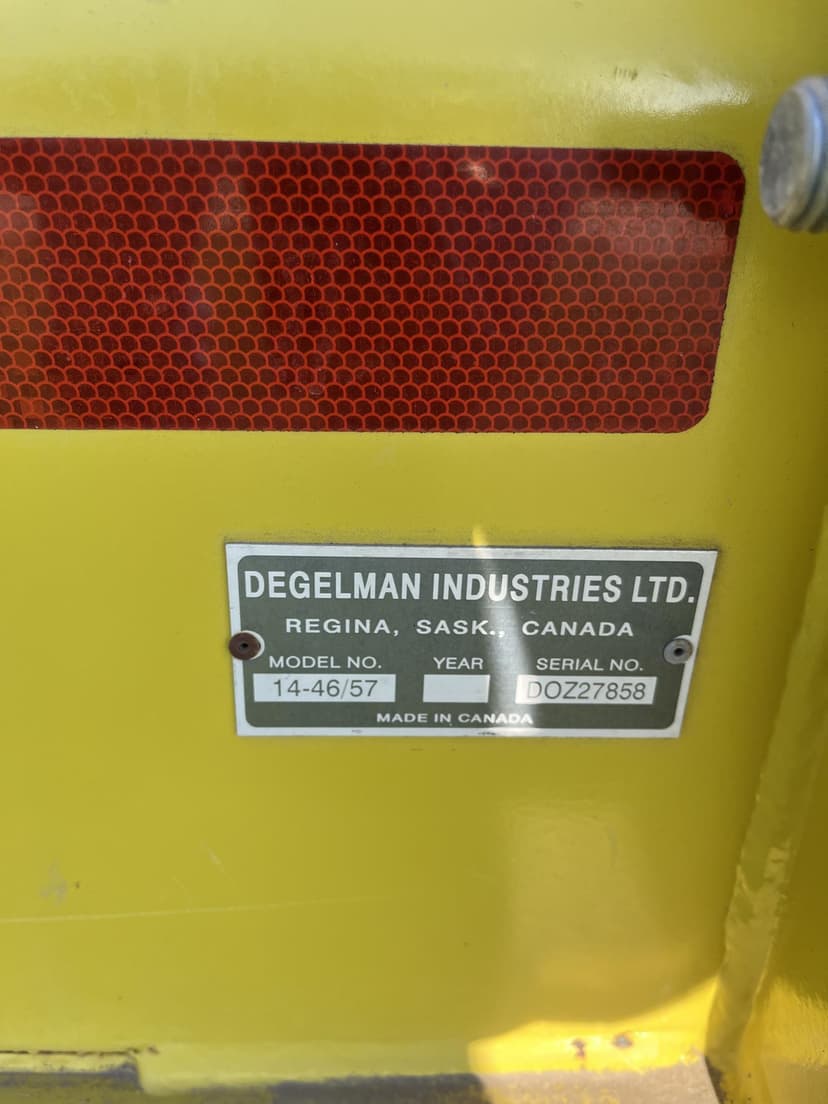 DEGELMAN INDUSTRIES LTD.
REGINA, SASK., CANADA
MODEL NO. YEAR SERIAL NO.
14-46/57 DOZ27858
MADE IN CANADA